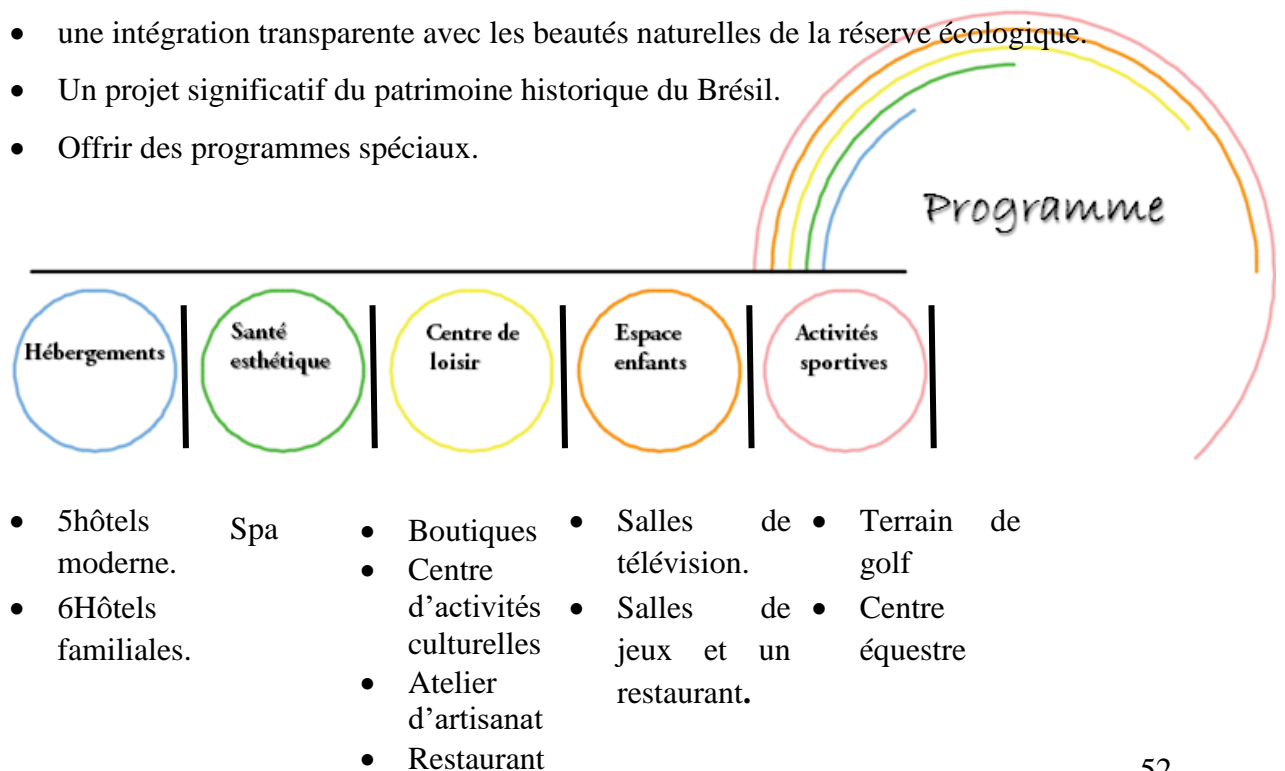 • une intégration transparente avec les beautés naturelles de la réserve écologique.
• Un projet significatif du patrimoine historique du Brésil.
• Offrir des programmes spéciaux.
Programme
Hébergements
Santé
esthétique
Centre de
loisir
Espace
enfants
Activités
sportives
• 5hôtels
moderne.
• 6Hôtels
familiales.
Spa
• Boutiques
• Centre
d’activités
culturelles
• Atelier
d’artisanat
• Restaurant
• Salles de
télévision.
• Salles de
jeux et un
restaurant.
• Terrain de
golf
• Centre
équestre
52